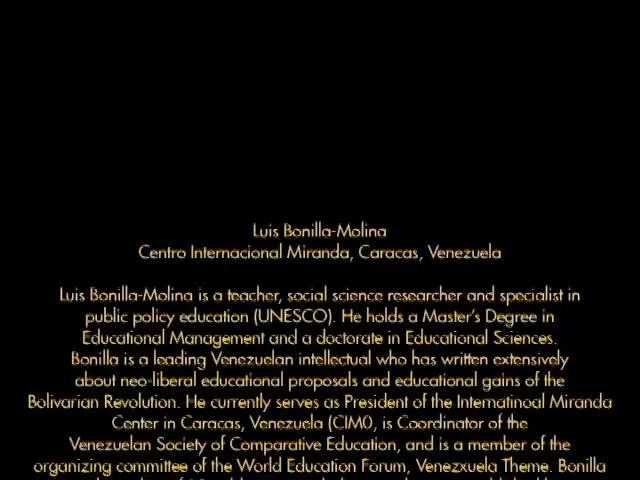 Luis Bonilla-Molina
Centro Internacional Miranda, Caracas, Venezuela
Luis Bonilla-Molina is a teacher, social science researcher and specialist in
public policy education (UNESCO). He holds a Master's Degree in
Educational Management and a doctorate in Educational Sciences.
Bonilla is a leading Venezuelan intellectual who has written extensively
about neo-liberal educational proposals and educational gains of the
Bolivarian Revolution. He currently serves as President of the Internatinoal Miranda
Center in Caracas, Venezuela (CIM0, is Coordinator of the
Venezuelan Society of Comparative Education, and is a member of the
organizing committee of the World Education Forum, Venezxuela Theme. Bonilla